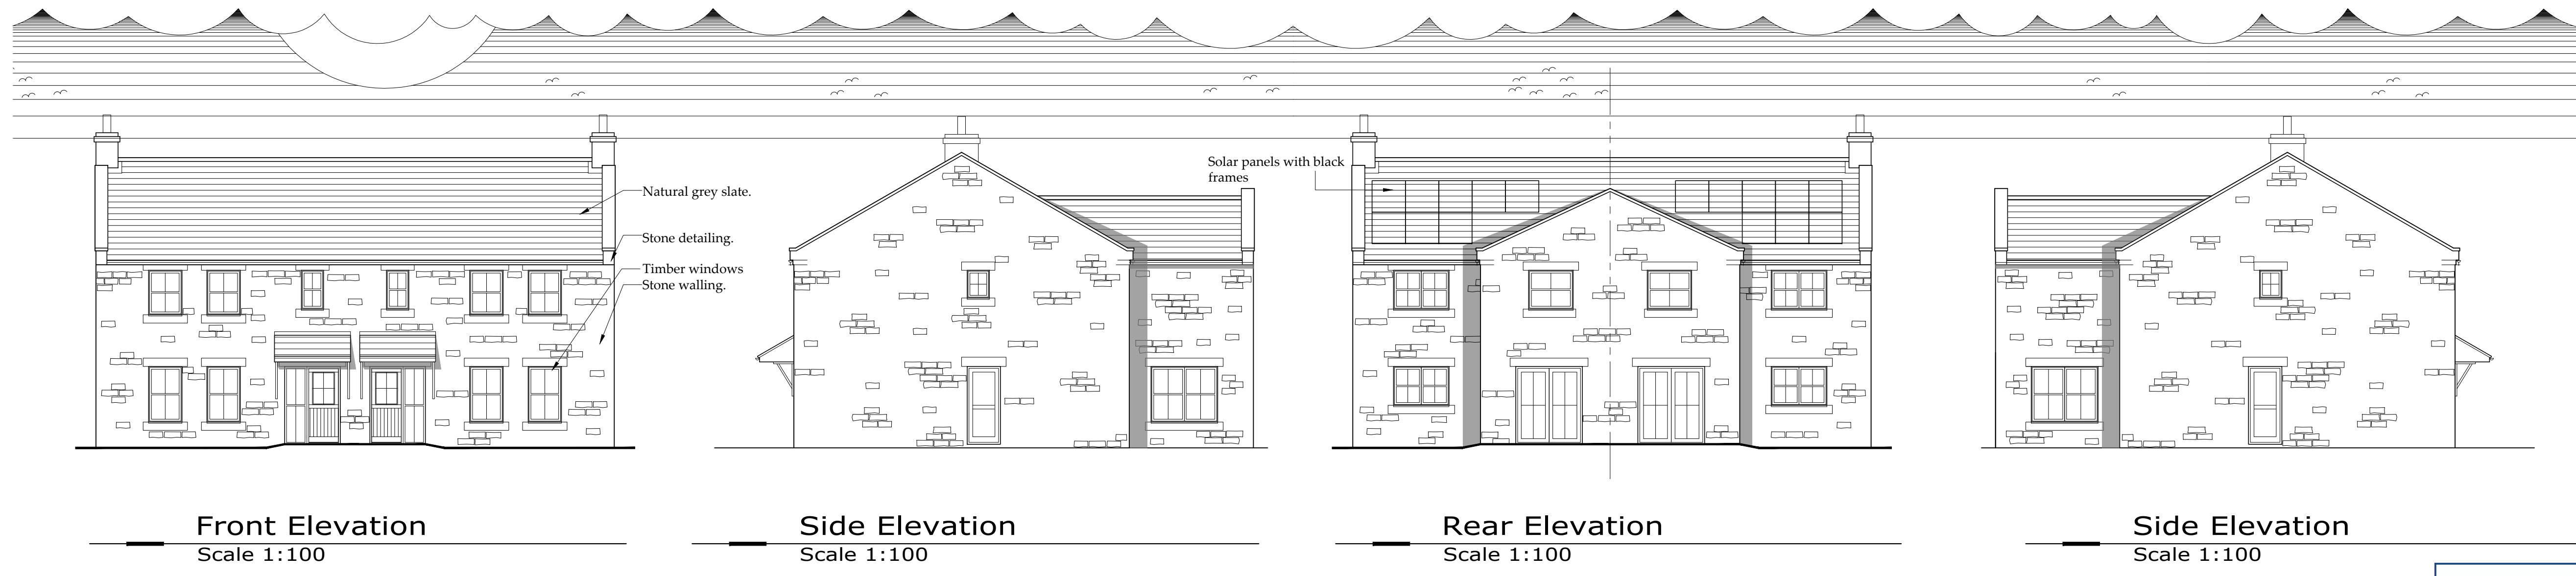 Solar panels with black
frames
Natural grey slate.
Stone detailing.
Timber windows
Stone walling.
Front Elevation
Scale 1:100
Side Elevation
Scale 1:100
Rear Elevation
Scale 1:100
Side Elevation
Scale 1:100